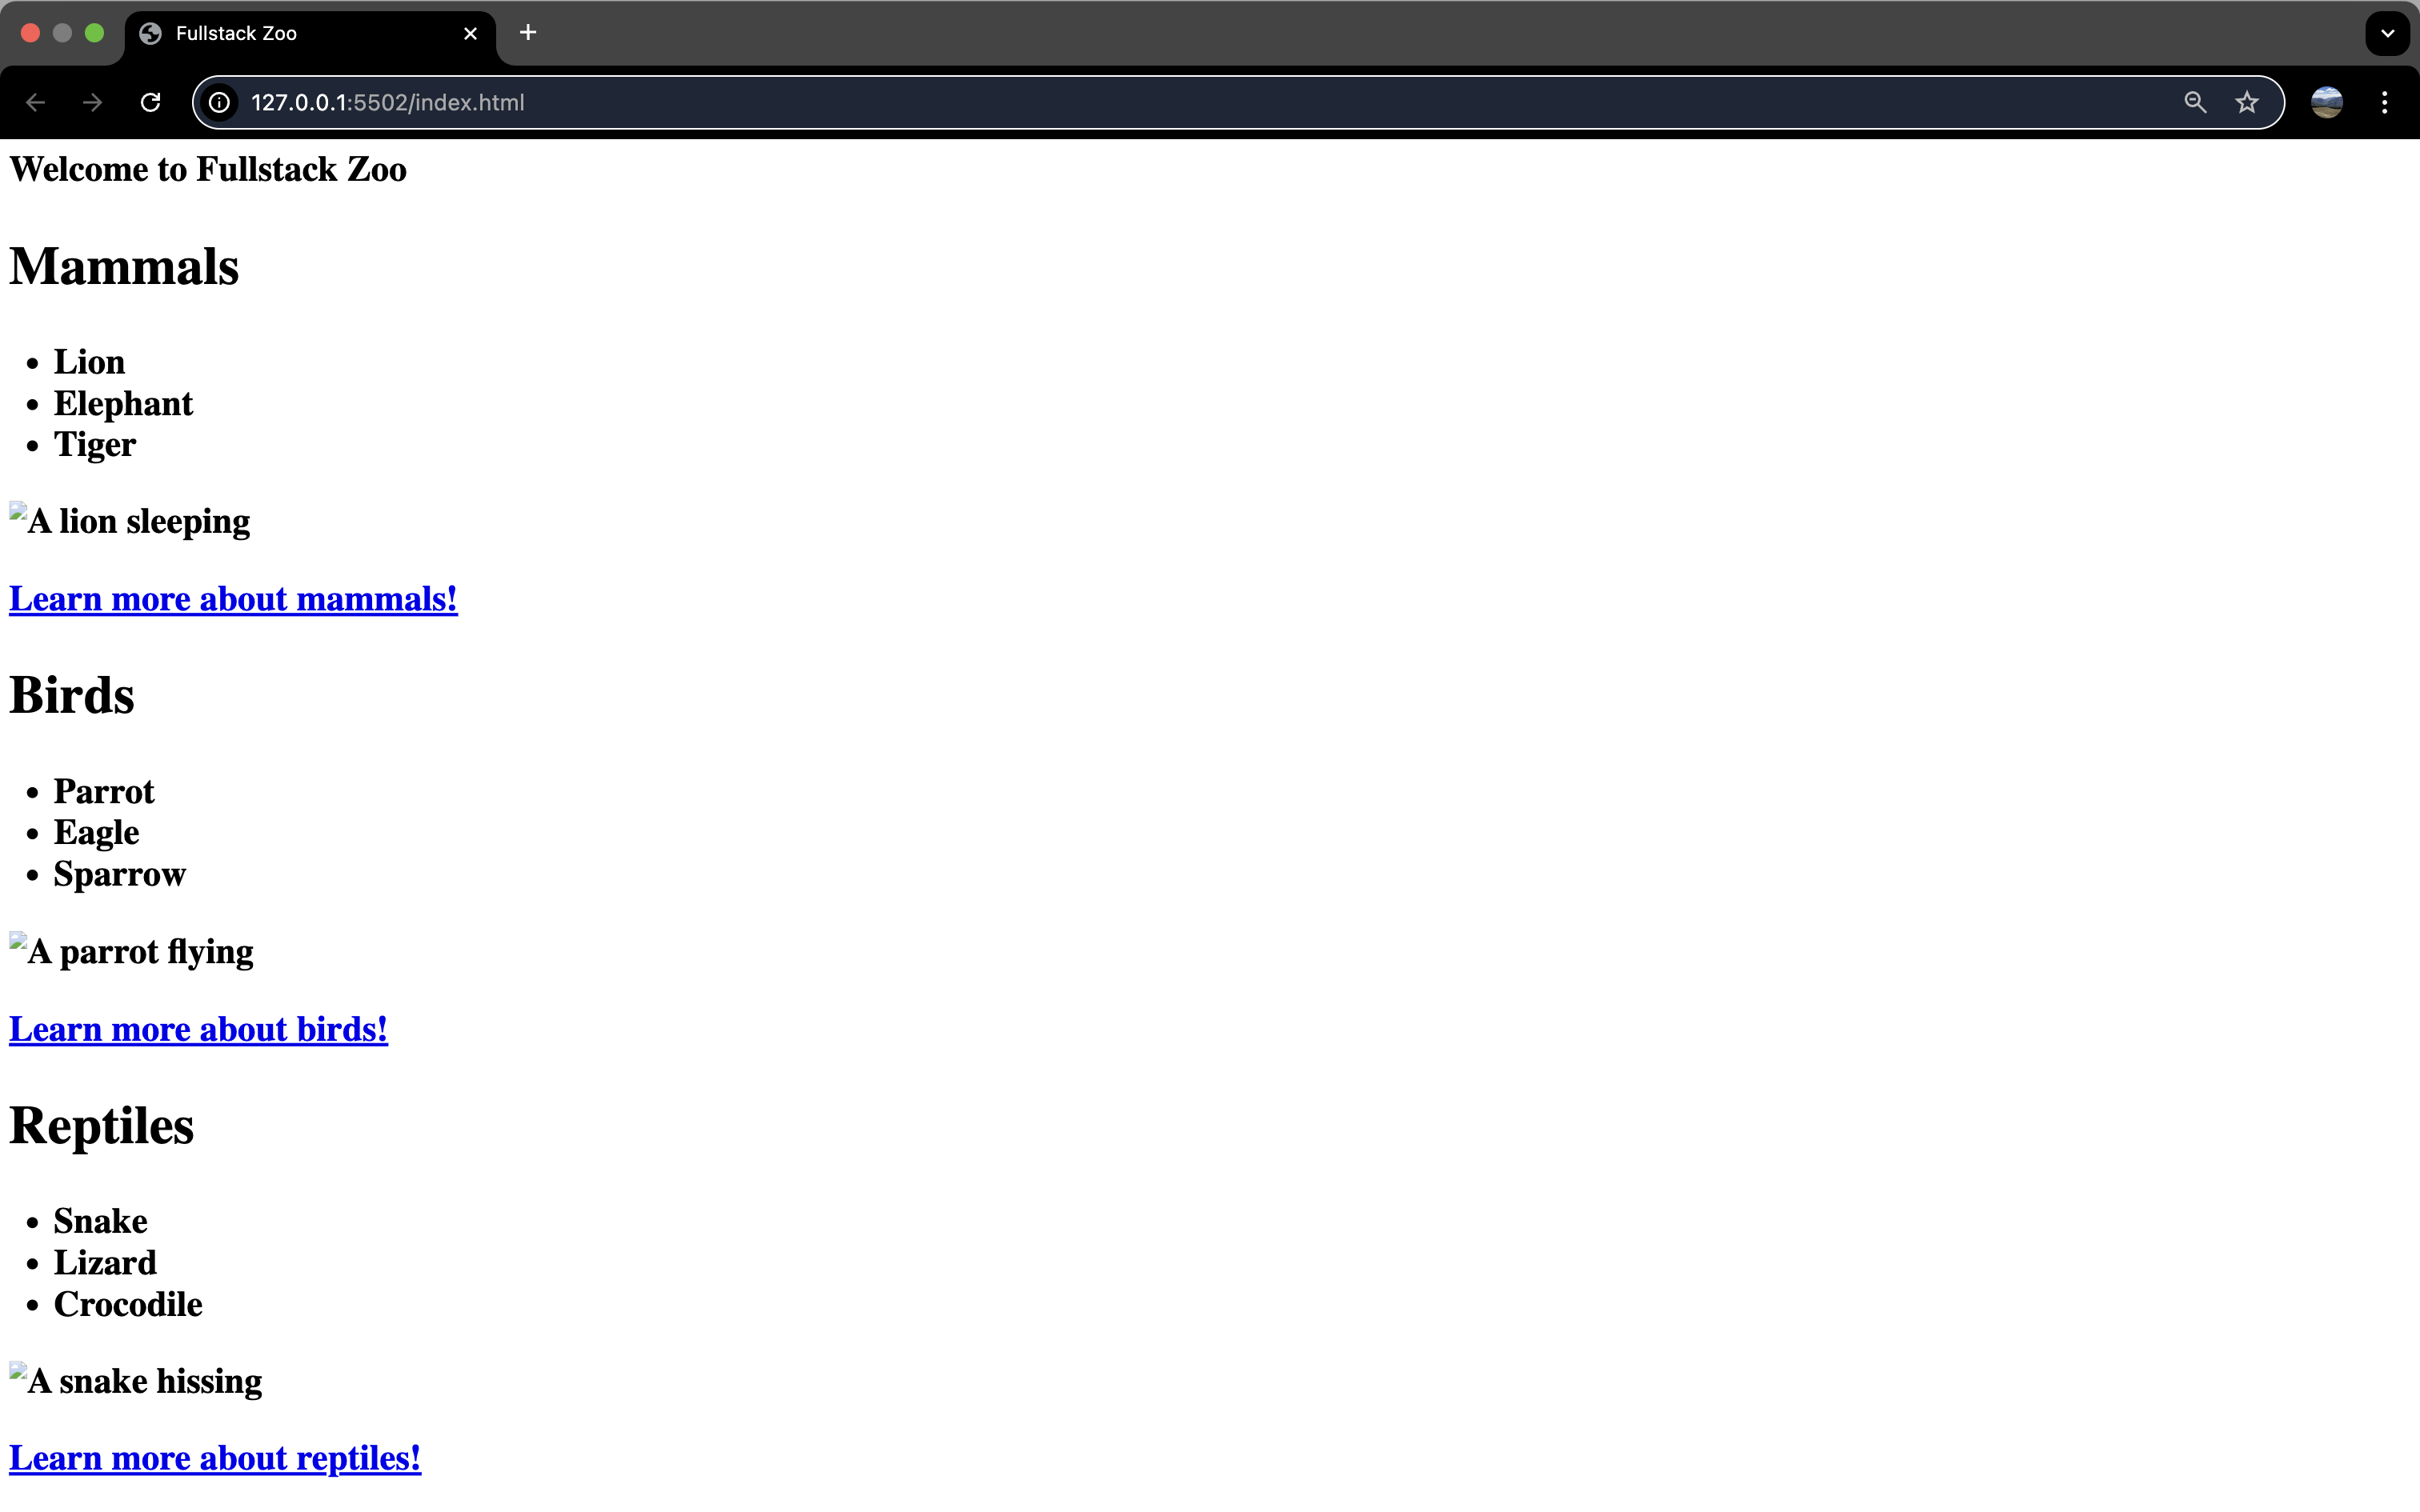 Fullstack Zoo
127.0.0.1:5502/index.html
Welcome to Fullstack Zoo
Mammals
Lion
Elephant
Tiger
A lion sleeping
Learn more about mammals!
Birds
Parrot
Eagle
Sparrow
A parrot flying
Learn more about birds!
Reptiles
Snake
Lizard
Crocodile
A snake hissing
Learn more about reptiles!